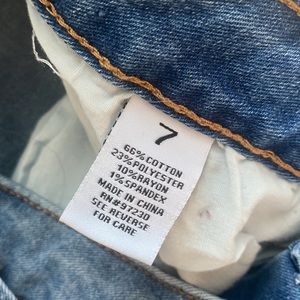 7
66% COTTON
23% POLYESTER
10% RAYON
1% SPANDEX
MADE IN CHINA
RN#97230
SEE REVERSE
FOR CARE